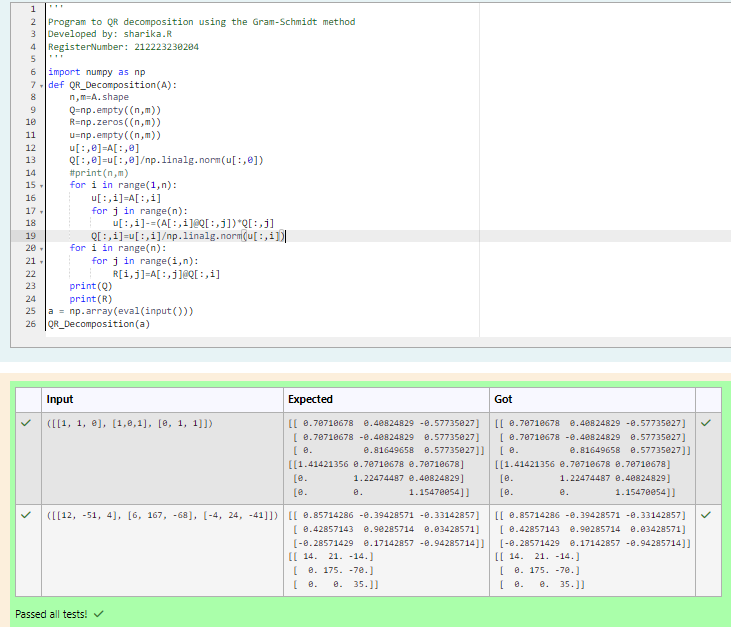 1 '''
2 Program to QR decomposition using the Gram-Schmidt method
3 Developed by: sharika.R
4 RegisterNumber: 212223230204
5 '''
6 import numpy as np
7 def QR_Decomposition(A):
8     n,m=A.shape
9     Q=np.empty((n,m))
10     R=np.zeros((n,m))
11     u=np.empty((n,m))
12     u[:,0]=A[:,0]
13     Q[:,0]=u[:,0]/np.linalg.norm(u[:,0])
14     #print(n,m)
15     for i in range(1,n):
16         u[:,i]=A[:,i]
17         for j in range(n):
18             u[:,i]-=(A[:,i]@Q[:,j])*Q[:,j]
19         Q[:,i]=u[:,i]/np.linalg.norm(u[:,i])
20     for i in range(n):
21         for j in range(i,n):
22             R[i,j]=A[:,j]@Q[:,i]
23     print(Q)
24     print(R)
25 a = np.array(eval(input()))
26 QR_Decomposition(a)
Input Expected Got
([[1, 1, 0], [1,0,1], [0, 1, 1]]) [[ 0.70710678  0.40824829 -0.57735027] [[ 0.70710678  0.40824829 -0.57735027]
[ 0.70710678 -0.40824829  0.57735027] [ 0.70710678 -0.40824829  0.57735027]
[ 0.          0.81649658  0.57735027]] [ 0.          0.81649658  0.57735027]]
[[1.41421356 0.70710678 0.70710678] [[1.41421356 0.70710678 0.70710678]
[0.         1.22474487 0.40824829] [0.         1.22474487 0.40824829]
[0.         0.         1.15470054]] [0.         0.         1.15470054]]
([[12, -51, 4], [6, 167, -68], [-4, 24, -41]]) [[ 0.85714286 -0.39428571 -0.33142857] [[ 0.85714286 -0.39428571 -0.33142857]
[ 0.42857143  0.90285714  0.03428571] [ 0.42857143  0.90285714  0.03428571]
[-0.28571429  0.17142857 -0.94285714]] [-0.28571429  0.17142857 -0.94285714]]
[[ 14.  21. -14.] [[ 14.  21. -14.]
[  0. 175. -70.] [  0. 175. -70.]
[  0.   0.  35.]] [  0.   0.  35.]]
Passed all tests!